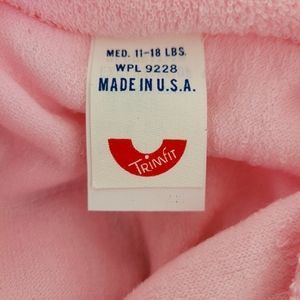 MED. 11-18 LBS.
WPL 9228
MADE IN U.S.A.
TRIMFIT